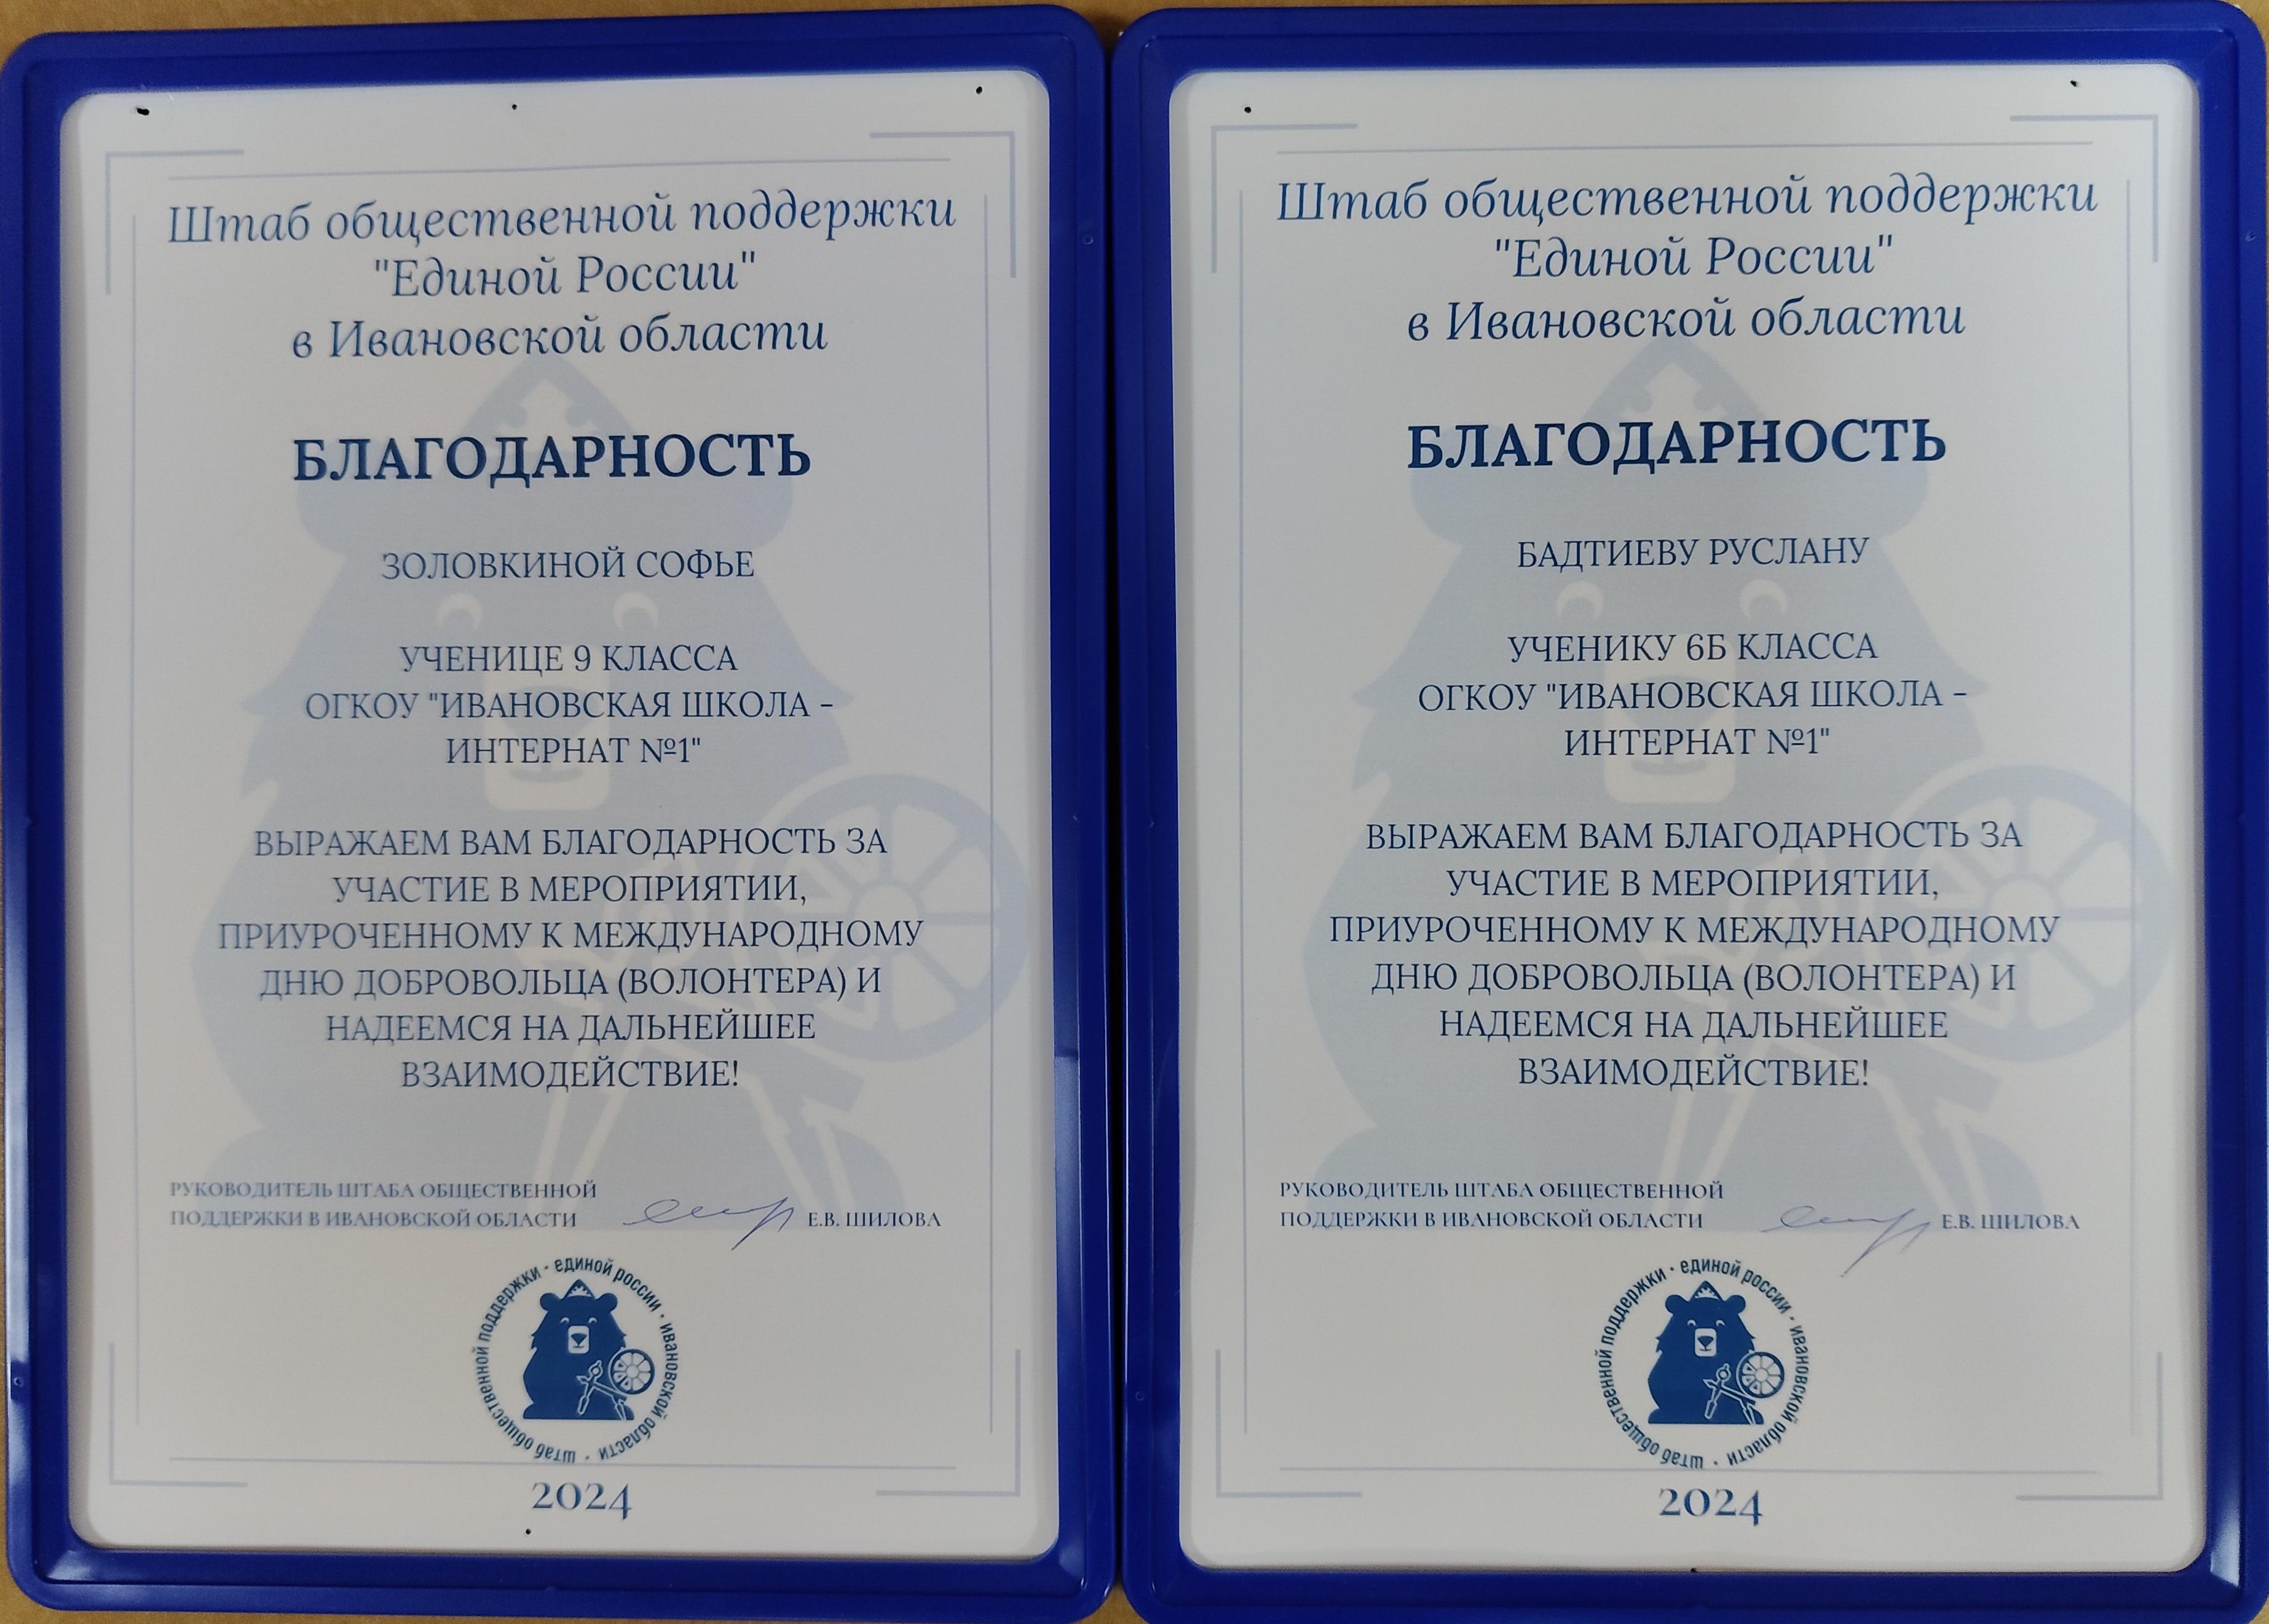 Штаб общественной поддержки
"Единой России"
в Ивановской области
БЛАГОДАРНОСТЬ
ЗОЛОВКИНОЙ СОФЬЕ
УЧЕНИЦЕ 9 КЛАССА
ОГКОУ "ИВАНОВСКАЯ ШКОЛА -
ИНТЕРНАТ №1"
ВЫРАЖАЕМ ВАМ БЛАГОДАРНОСТЬ ЗА
УЧАСТИЕ В МЕРОПРИЯТИИ,
ПРИУРОЧЕННОМУ К МЕЖДУНАРОДНОМУ
ДНЮ ДОБРОВОЛЬЦА (ВОЛОНТЕРА) И
НАДЕЕМСЯ НА ДАЛЬНЕЙШЕЕ
ВЗАИМОДЕЙСТВИЕ!
РУКОВОДИТЕЛЬ ШТАБА ОБЩЕСТВЕННОЙ
ПОДДЕРЖКИ В ИВАНОВСКОЙ ОБЛАСТИ Е.В. ШИЛОВА
штаб общественной поддержки · единой россии · ивановской области ·
2024
Штаб общественной поддержки
"Единой России"
в Ивановской области
БЛАГОДАРНОСТЬ
БАДТИЕВУ РУСЛАНУ
УЧЕНИКУ 6Б КЛАССА
ОГКОУ "ИВАНОВСКАЯ ШКОЛА -
ИНТЕРНАТ №1"
ВЫРАЖАЕМ ВАМ БЛАГОДАРНОСТЬ ЗА
УЧАСТИЕ В МЕРОПРИЯТИИ,
ПРИУРОЧЕННОМУ К МЕЖДУНАРОДНОМУ
ДНЮ ДОБРОВОЛЬЦА (ВОЛОНТЕРА) И
НАДЕЕМСЯ НА ДАЛЬНЕЙШЕЕ
ВЗАИМОДЕЙСТВИЕ!
РУКОВОДИТЕЛЬ ШТАБА ОБЩЕСТВЕННОЙ
ПОДДЕРЖКИ В ИВАНОВСКОЙ ОБЛАСТИ Е.В. ШИЛОВА
штаб общественной поддержки · единой россии · ивановской области ·
2024